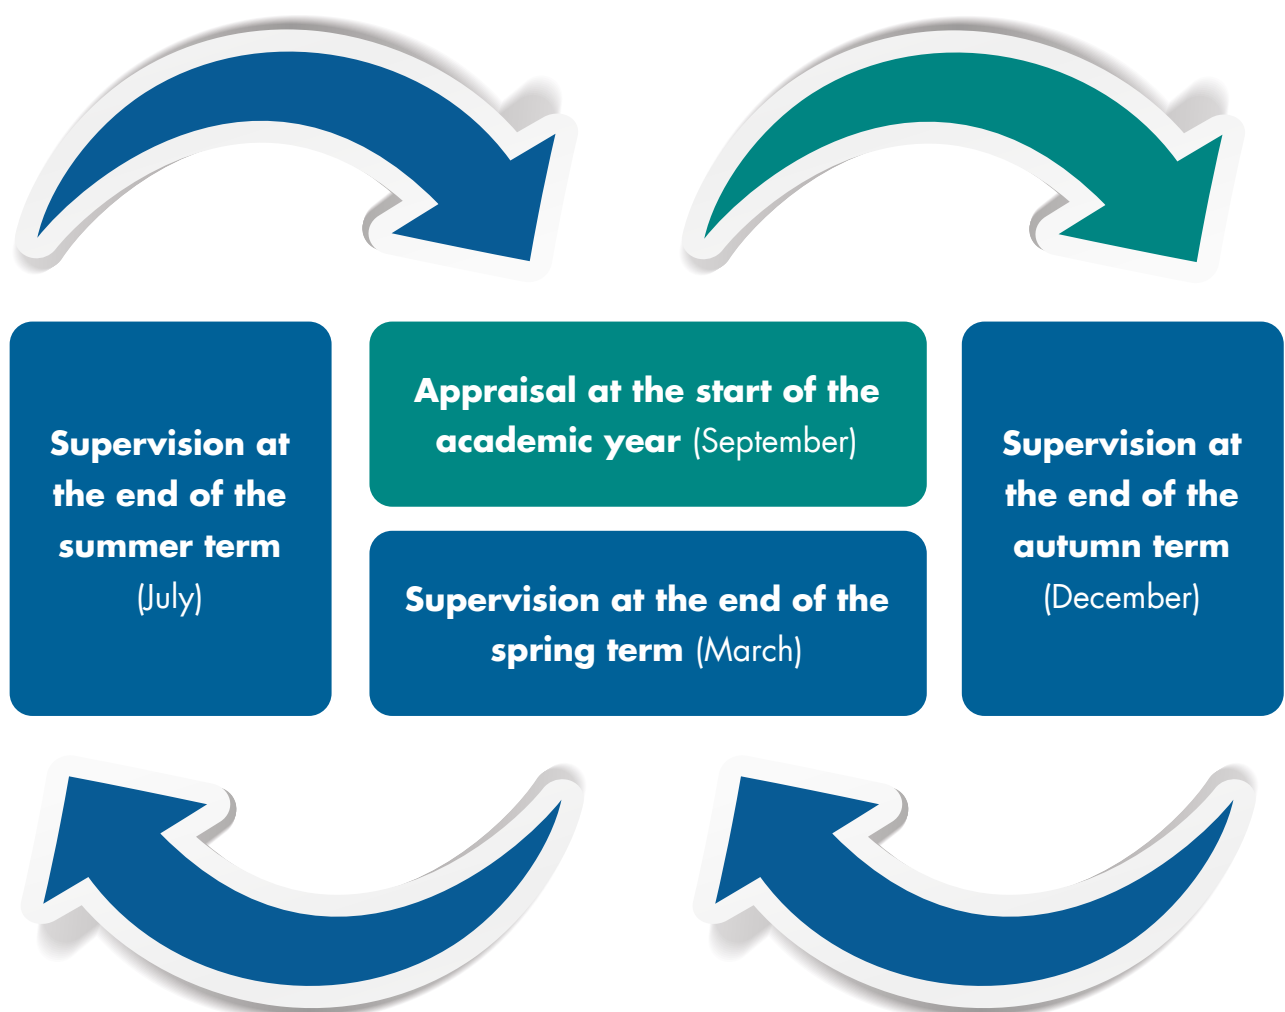 Supervision at
the end of the
summer term
(July)
Appraisal at the start of the
academic year (September)
Supervision at the end of the
spring term (March)
Supervision at
the end of the
autumn term
(December)